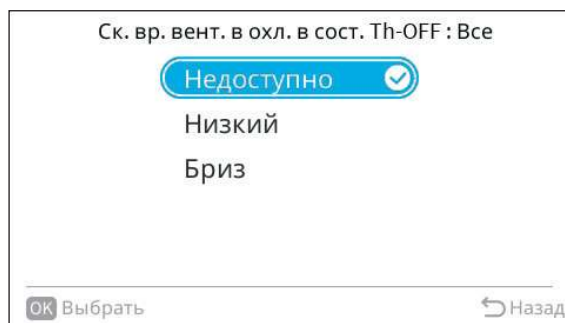 Ск. вр. вент. в охл. в сост. Th-OFF : Все
Недоступно
Низкий
Бриз
OK Выбрать
Назад